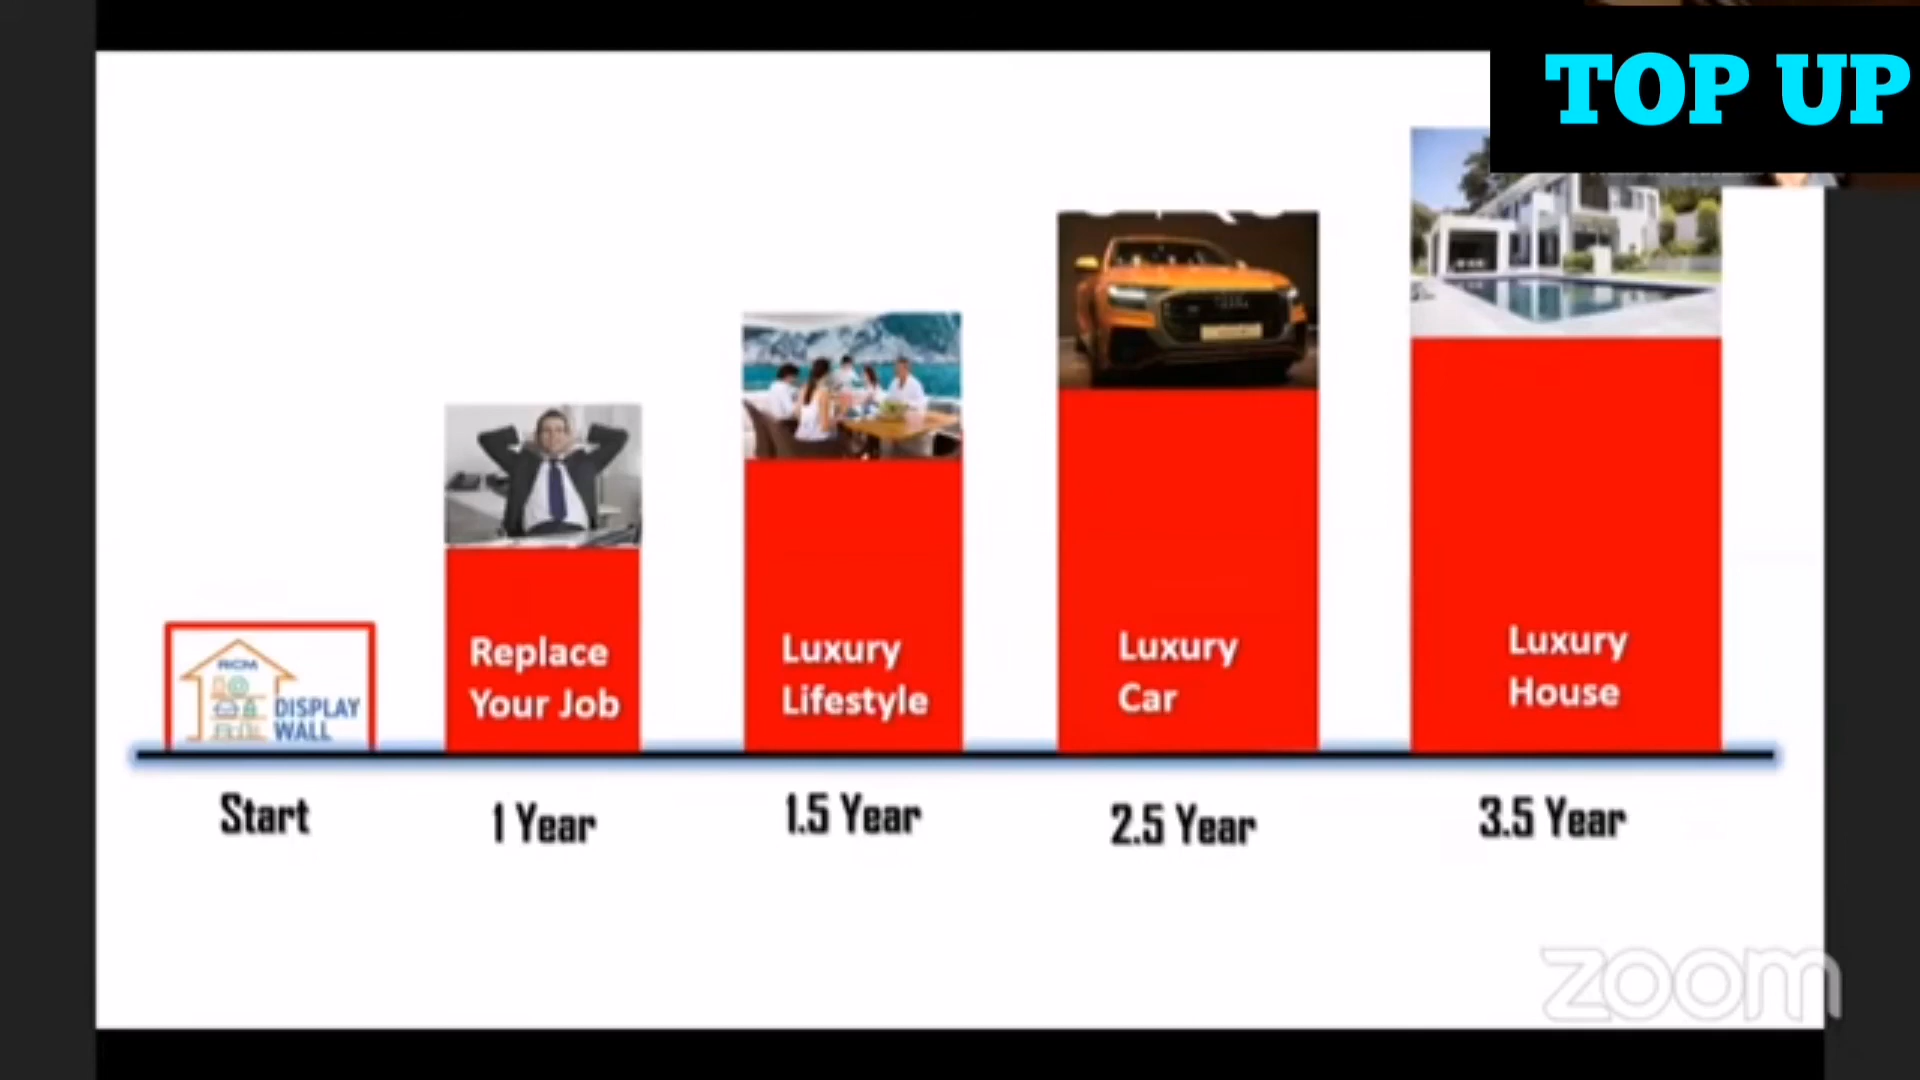 TOP UP
RCM
DISPLAY
WALL
Replace
Your Job
Luxury
Lifestyle
Luxury
Car
Luxury
House
Start
1 Year
1.5 Year
2.5 Year
3.5 Year
zoom